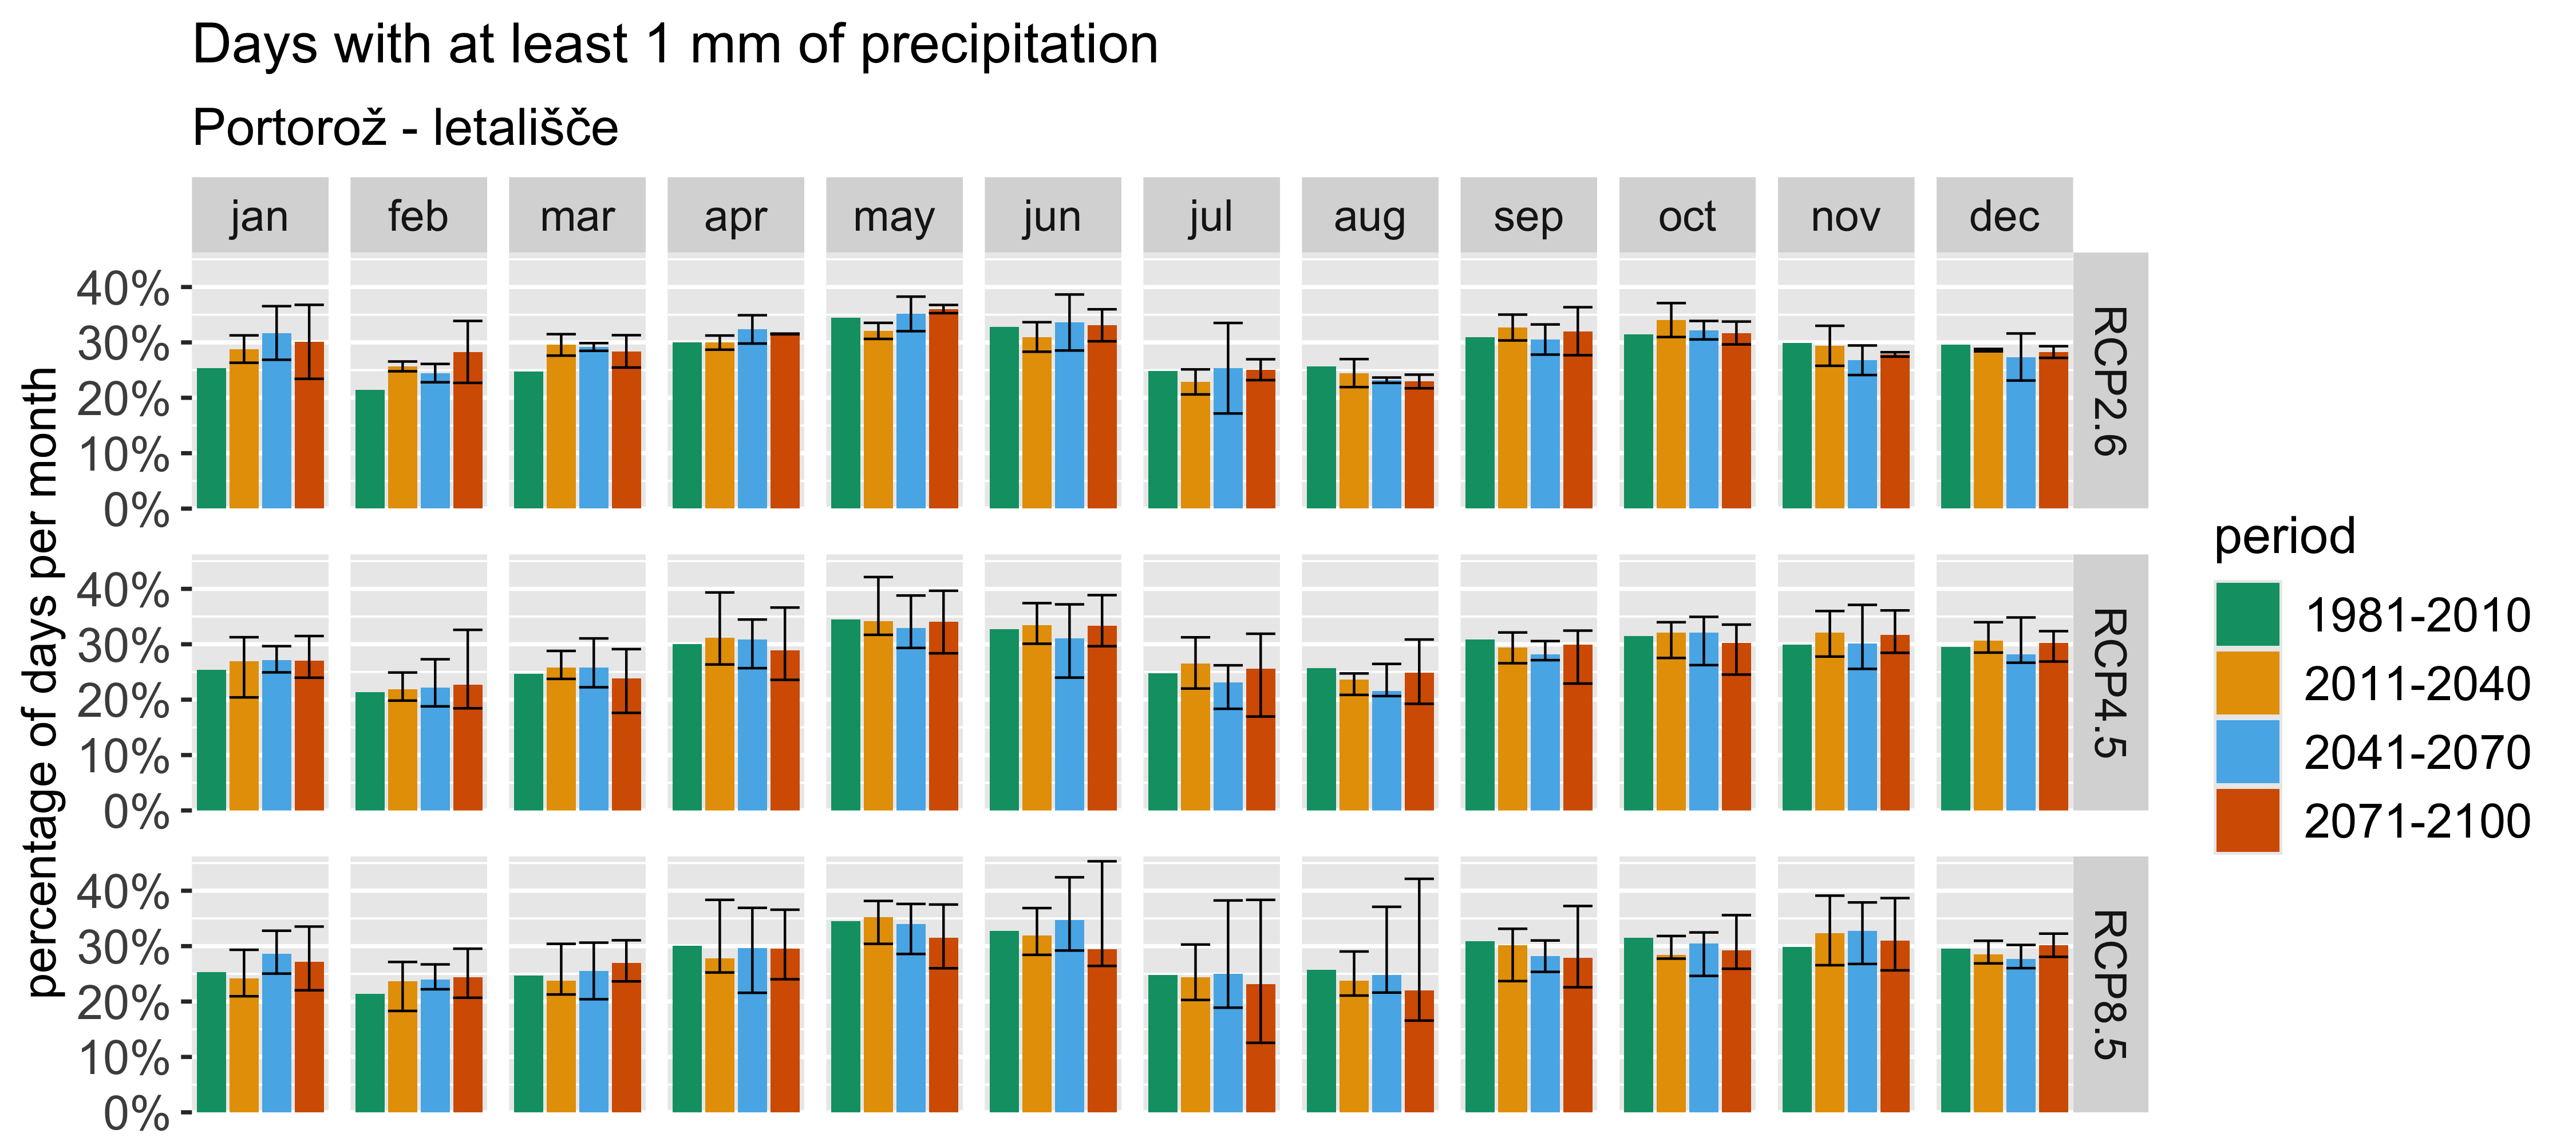 Days with at least 1 mm of precipitation
Portorož - letališče
jan feb mar apr may jun jul aug sep oct nov dec
percentage of days per month
40%
30%
20%
10%
0%
RCP2.6
40%
30%
20%
10%
0%
RCP4.5
40%
30%
20%
10%
0%
RCP8.5
period
1981-2010
2011-2040
2041-2070
2071-2100